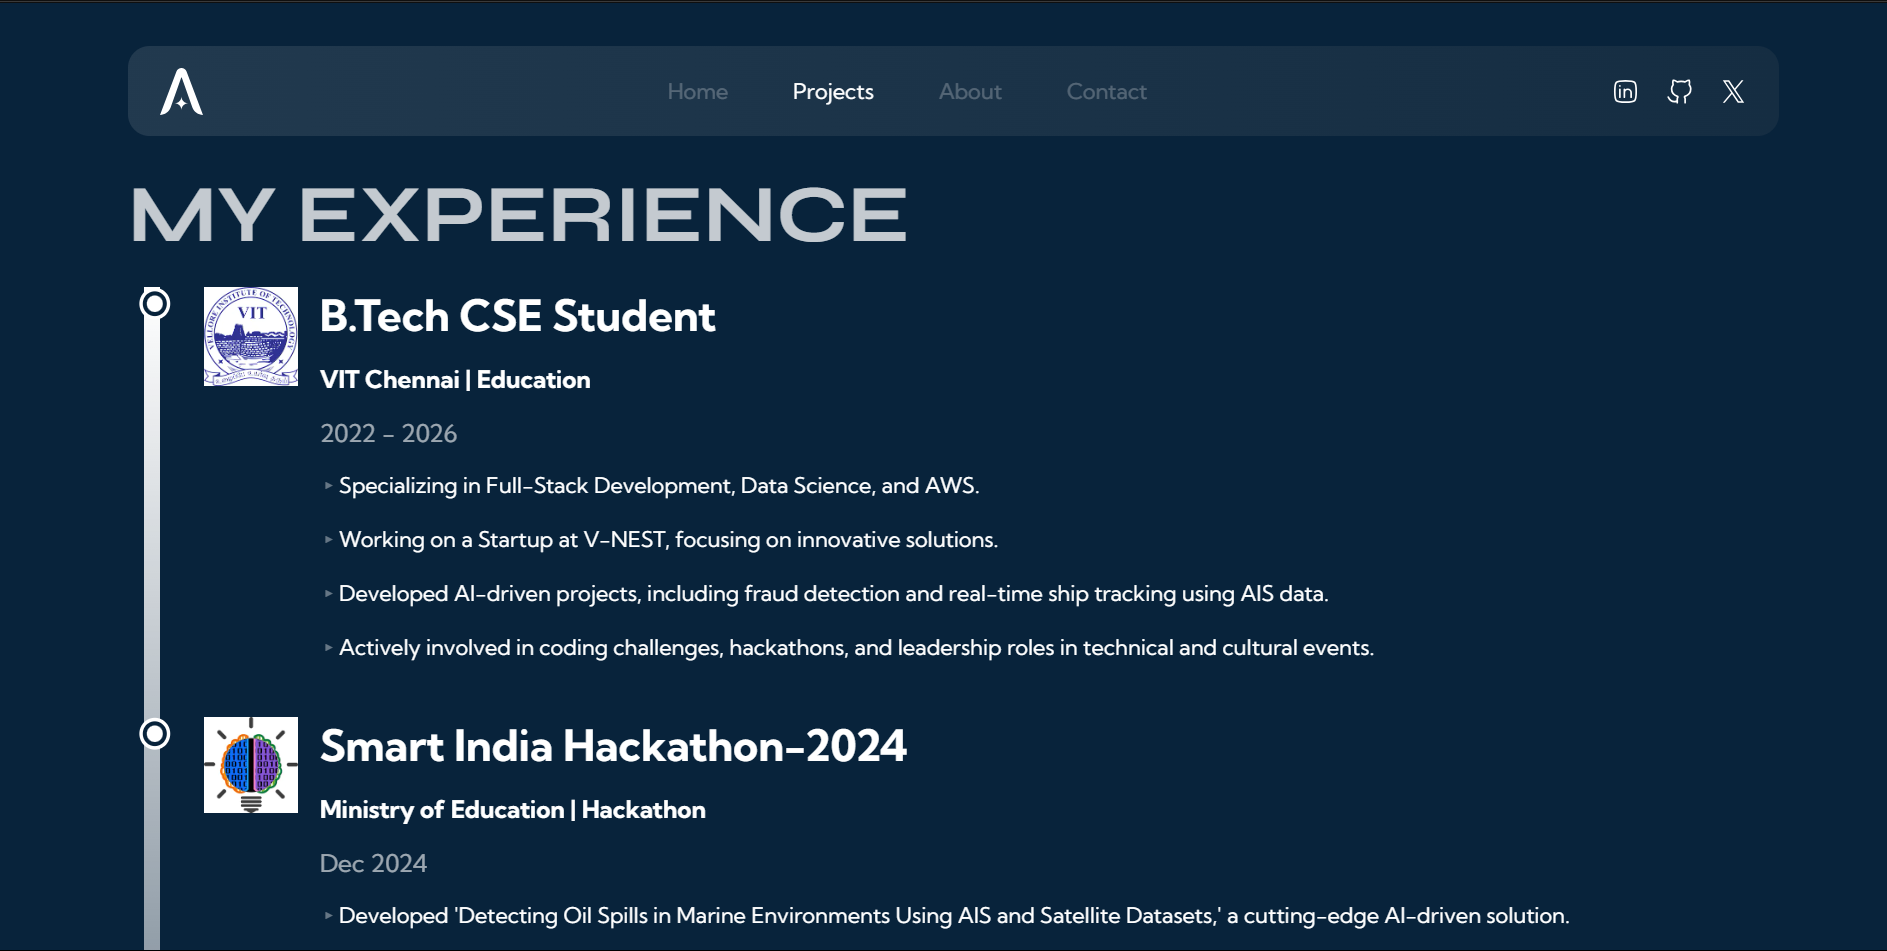 Home Projects About Contact
MY EXPERIENCE
VELLORE INSTITUTE OF TECHNOLOGY
VIT
B.Tech CSE Student
VIT Chennai | Education
2022 - 2026
▸ Specializing in Full-Stack Development, Data Science, and AWS.
▸ Working on a Startup at V-NEST, focusing on innovative solutions.
▸ Developed AI-driven projects, including fraud detection and real-time ship tracking using AIS data.
▸ Actively involved in coding challenges, hackathons, and leadership roles in technical and cultural events.
Smart India Hackathon-2024
Ministry of Education | Hackathon
Dec 2024
▸ Developed 'Detecting Oil Spills in Marine Environments Using AIS and Satellite Datasets,' a cutting-edge AI-driven solution.